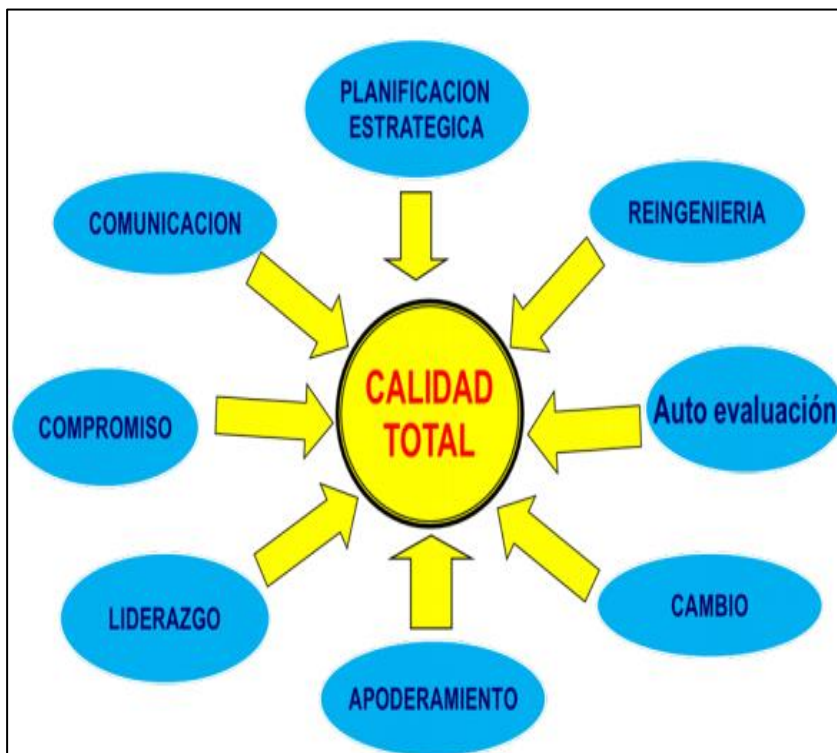 PLANIFICACION
ESTRATEGICA
COMUNICACION
REINGENIERIA
CALIDAD
TOTAL
COMPROMISO
Auto evaluación
LIDERAZGO
CAMBIO
APODERAMIENTO